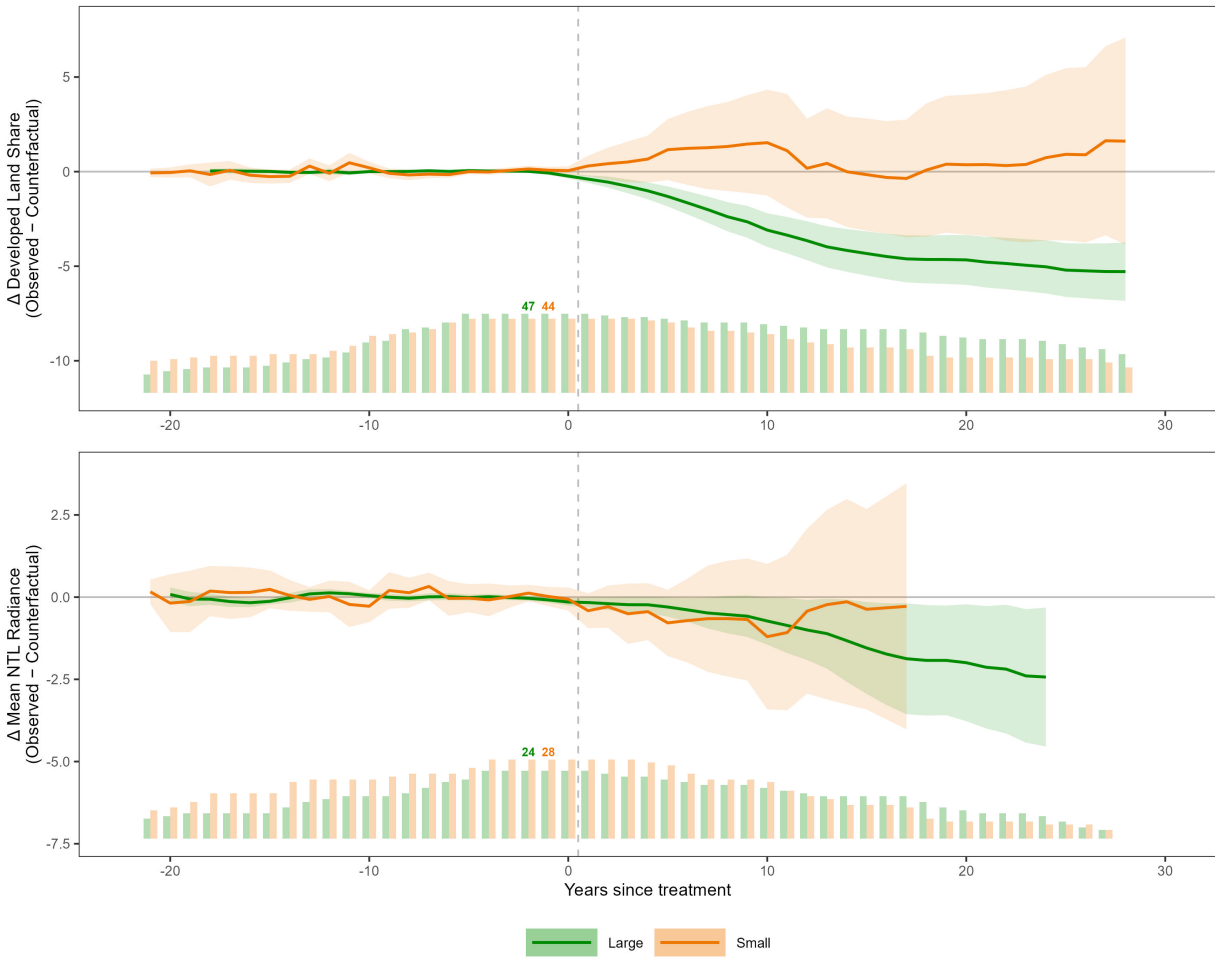 Δ Developed Land Share
(Observed − Counterfactual)
5
0
-5
-10
47 44
-20 -10 0 10 20 30
Δ Mean NTL Radiance
(Observed − Counterfactual)
2.5
0.0
-2.5
-5.0
-7.5
24 28
-20 -10 0 10 20 30
Years since treatment
Large Small